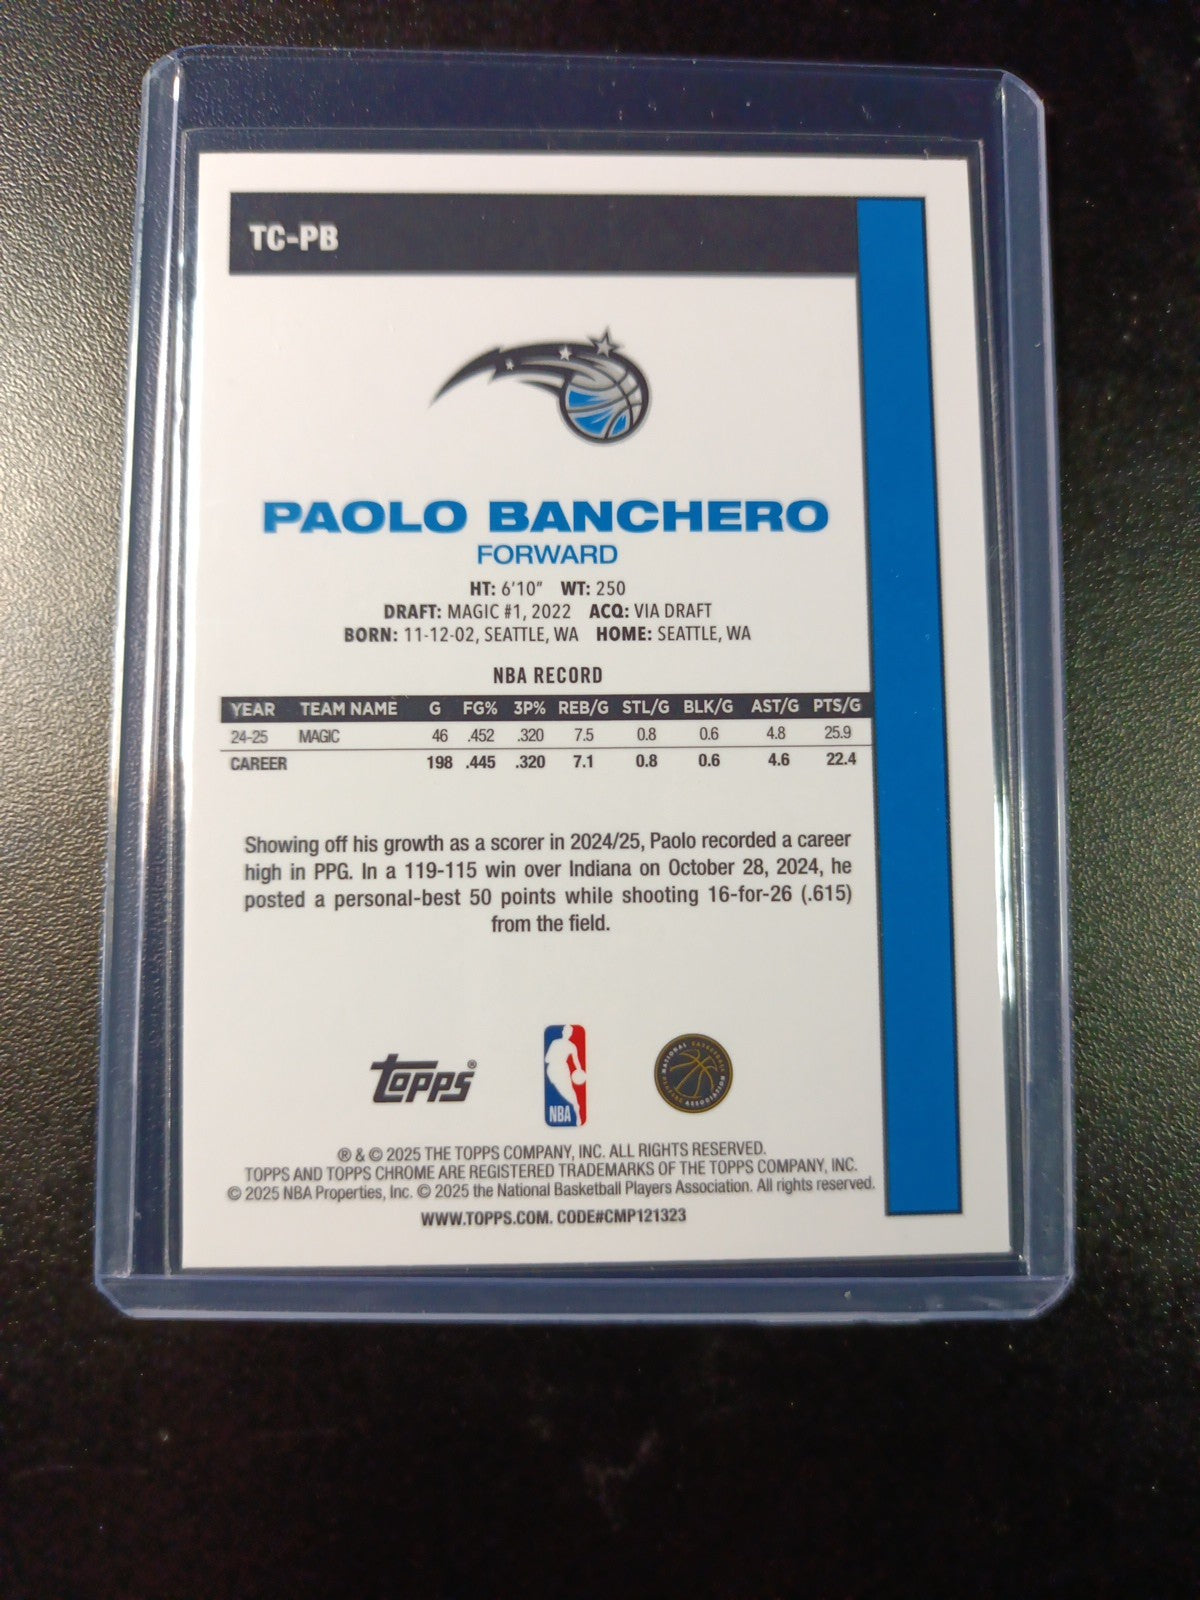 TC-PB
PAOLO BANCHERO
FORWARD
HT: 6'10" WT: 250
DRAFT: MAGIC #1, 2022 ACQ: VIA DRAFT
BORN: 11-12-02, SEATTLE, WA HOME: SEATTLE, WA
NBA RECORD
YEAR TEAM NAME G FG% 3P% REB/G STL/G BLK/G AST/G PTS/G
24-25 MAGIC 46 .452 .320 7.5 0.8 0.6 4.8 25.9
CAREER 198 .445 .320 7.1 0.8 0.6 4.6 22.4
Showing off his growth as a scorer in 2024/25, Paolo recorded a career
high in PPG. In a 119-115 win over Indiana on October 28, 2024, he
posted a personal-best 50 points while shooting 16-for-26 (.615)
from the field.
Topps®
NBA
NATIONAL BASKETBALL PLAYERS ASSOCIATION
® & © 2025 THE TOPPS COMPANY, INC. ALL RIGHTS RESERVED.
TOPPS AND TOPPS CHROME ARE REGISTERED TRADEMARKS OF THE TOPPS COMPANY, INC.
© 2025 NBA Properties, Inc. © 2025 the National Basketball Players Association. All rights reserved.
WWW.TOPPS.COM. CODE#CMP121323